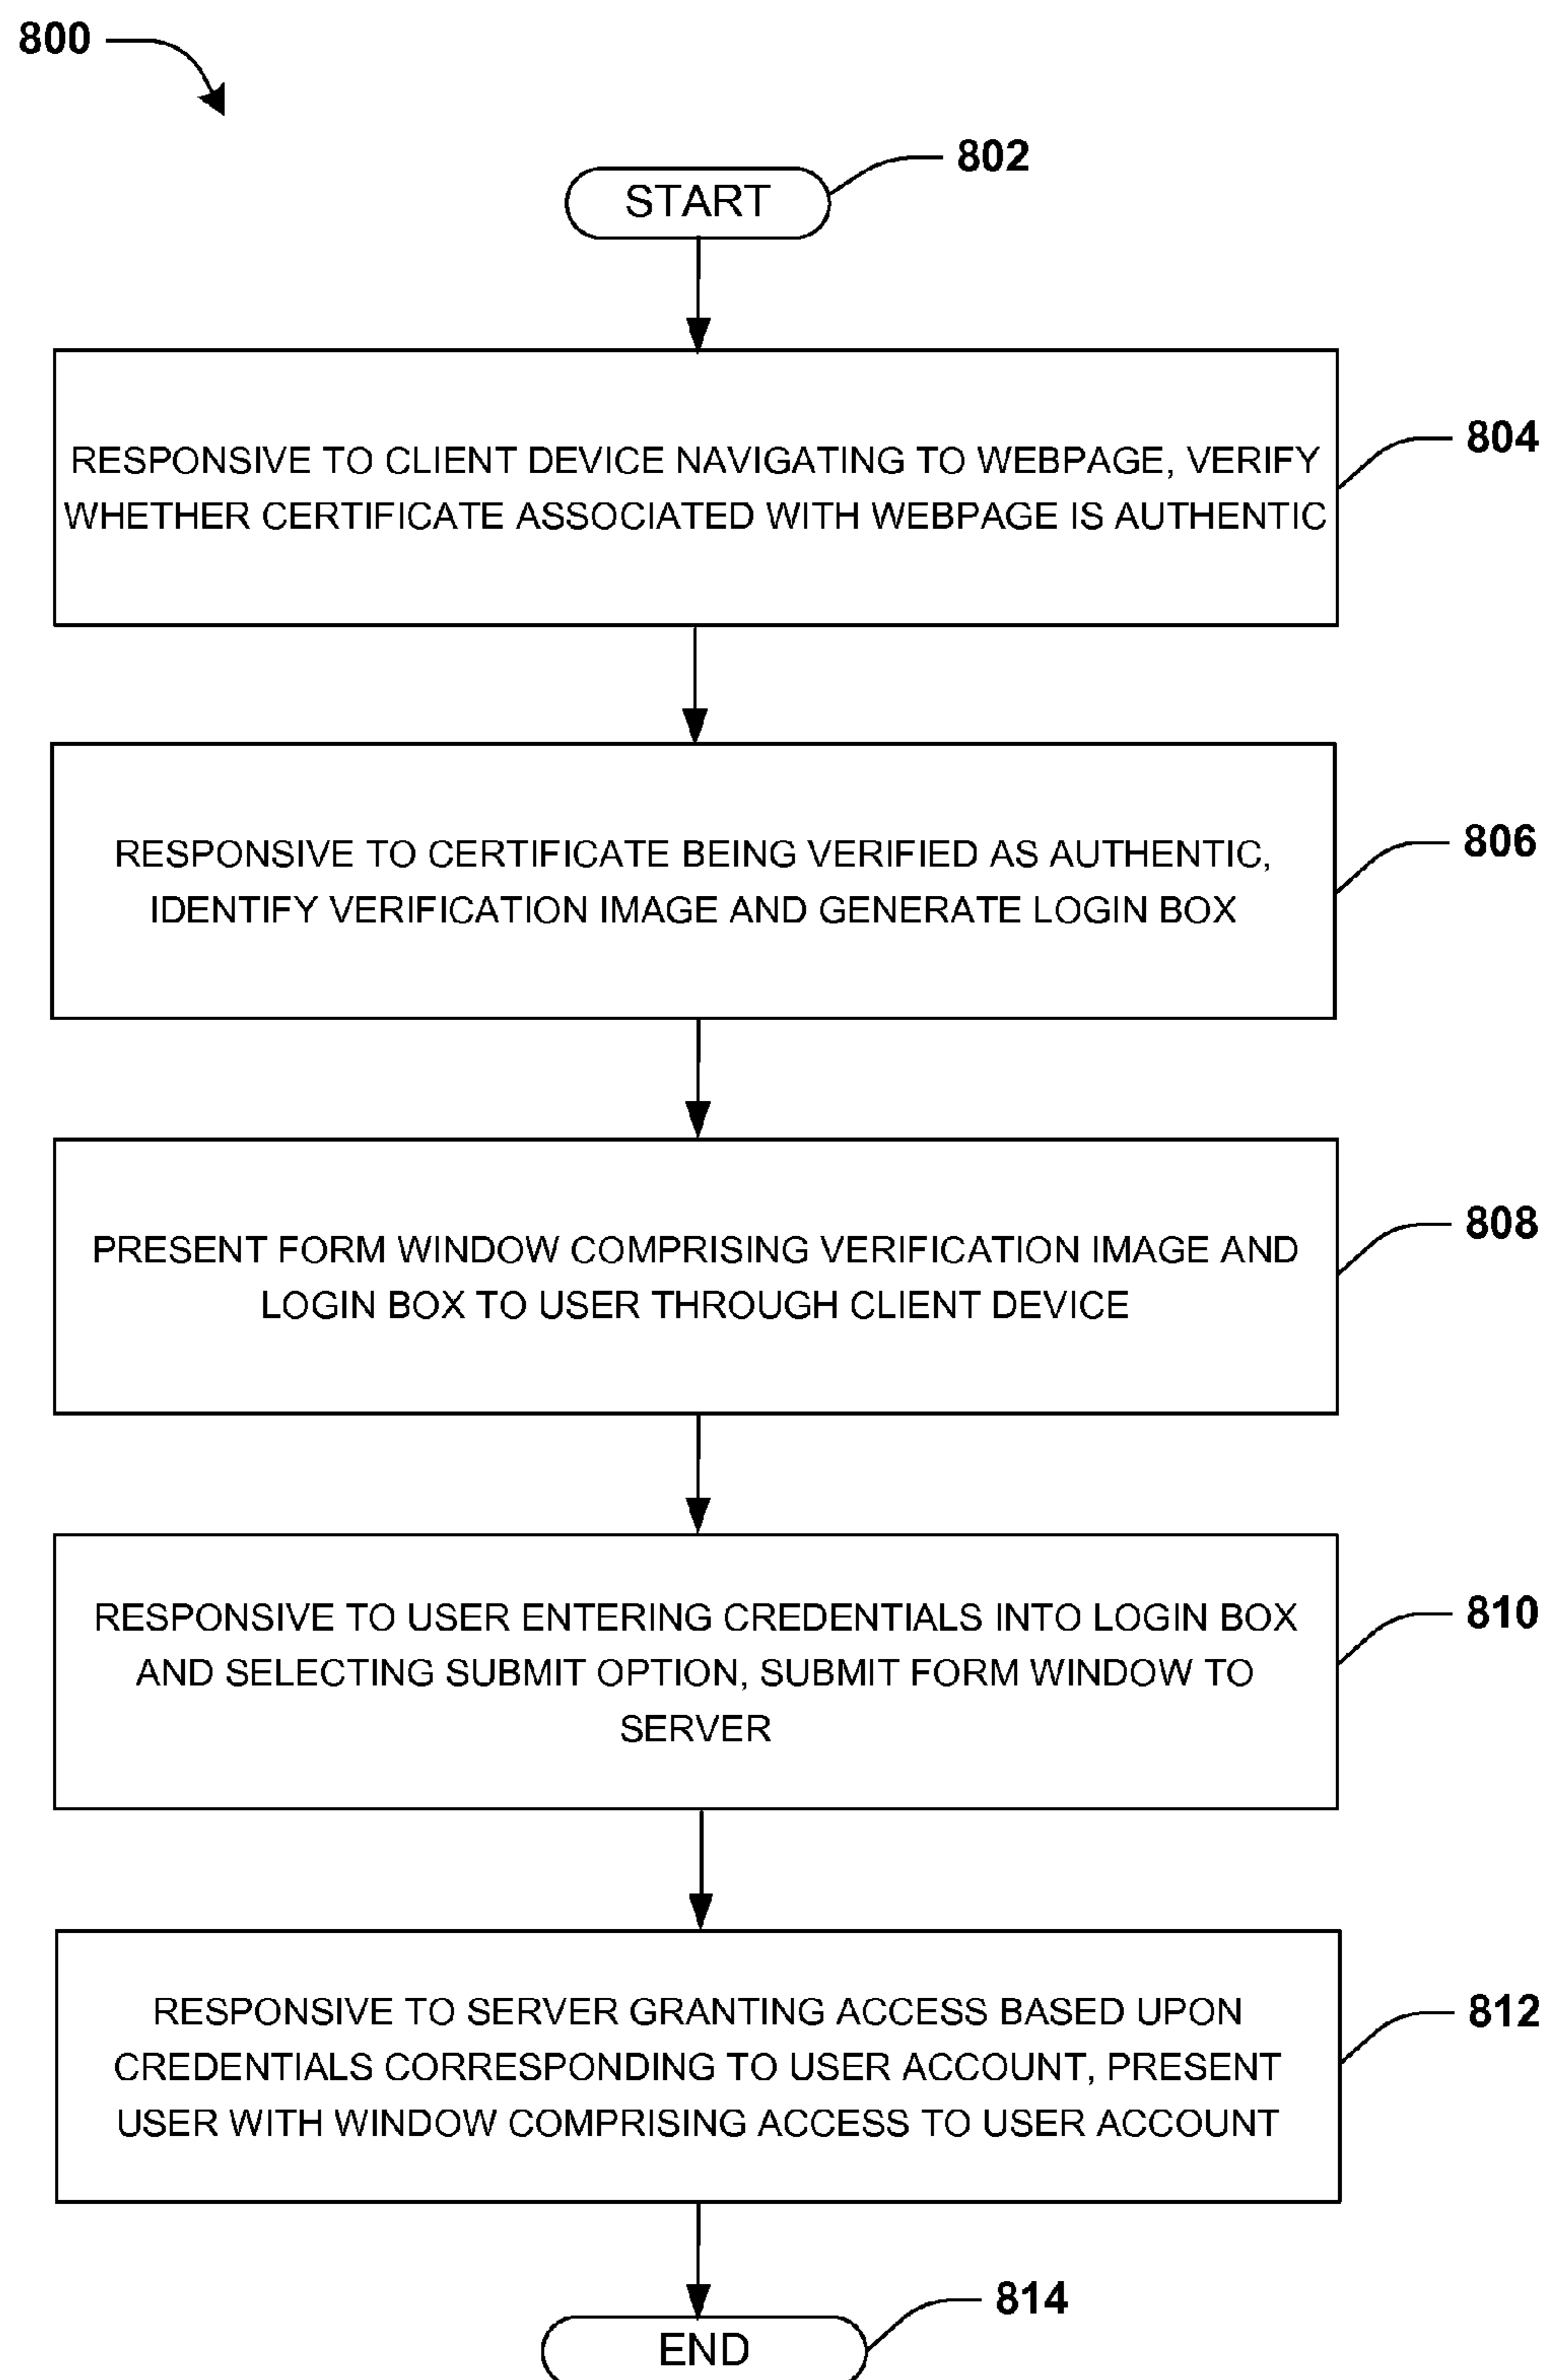 800
802
START
804
RESPONSIVE TO CLIENT DEVICE NAVIGATING TO WEBPAGE, VERIFY
WHETHER CERTIFICATE ASSOCIATED WITH WEBPAGE IS AUTHENTIC
806
RESPONSIVE TO CERTIFICATE BEING VERIFIED AS AUTHENTIC,
IDENTIFY VERIFICATION IMAGE AND GENERATE LOGIN BOX
808
PRESENT FORM WINDOW COMPRISING VERIFICATION IMAGE AND
LOGIN BOX TO USER THROUGH CLIENT DEVICE
810
RESPONSIVE TO USER ENTERING CREDENTIALS INTO LOGIN BOX
AND SELECTING SUBMIT OPTION, SUBMIT FORM WINDOW TO
SERVER
812
RESPONSIVE TO SERVER GRANTING ACCESS BASED UPON
CREDENTIALS CORRESPONDING TO USER ACCOUNT, PRESENT
USER WITH WINDOW COMPRISING ACCESS TO USER ACCOUNT
814
END